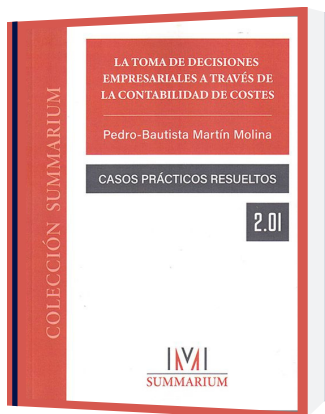 LA TOMA DE DECISIONES
EMPRESARIALES A TRAVÉS DE
LA CONTABILIDAD DE COSTES
Pedro-Bautista Martín Molina
CASOS PRÁCTICOS RESUELTOS
2.01
COLECCIÓN SUMMARIUM
SUMMARIUM